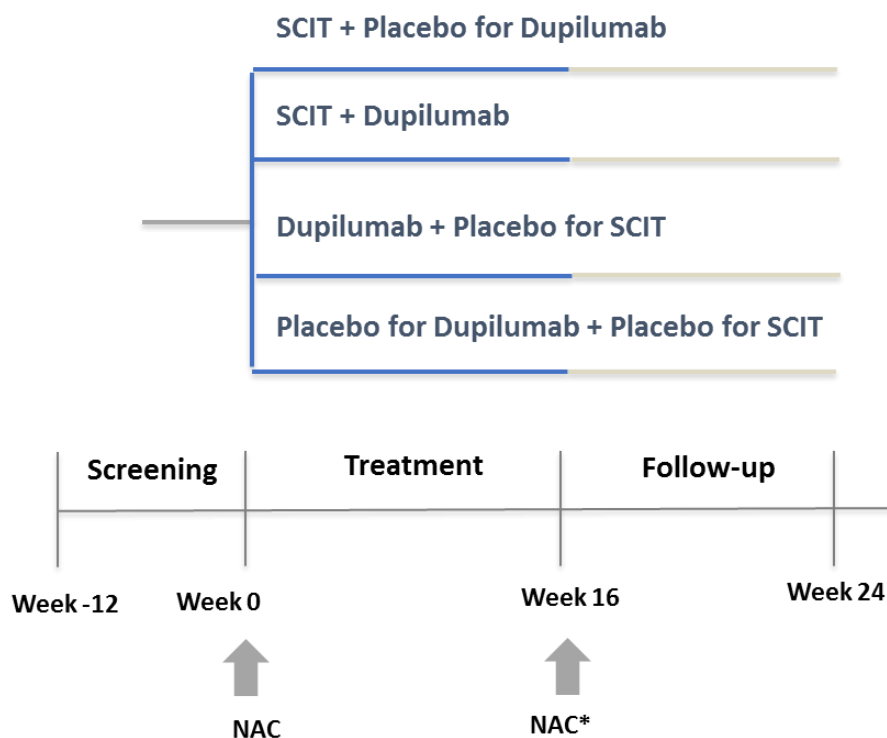 SCIT + Placebo for Dupilumab
SCIT + Dupilumab
Dupilumab + Placebo for SCIT
Placebo for Dupilumab + Placebo for SCIT
Screening Treatment Follow-up
Week -12 Week 0 Week 16 Week 24
NAC NAC*